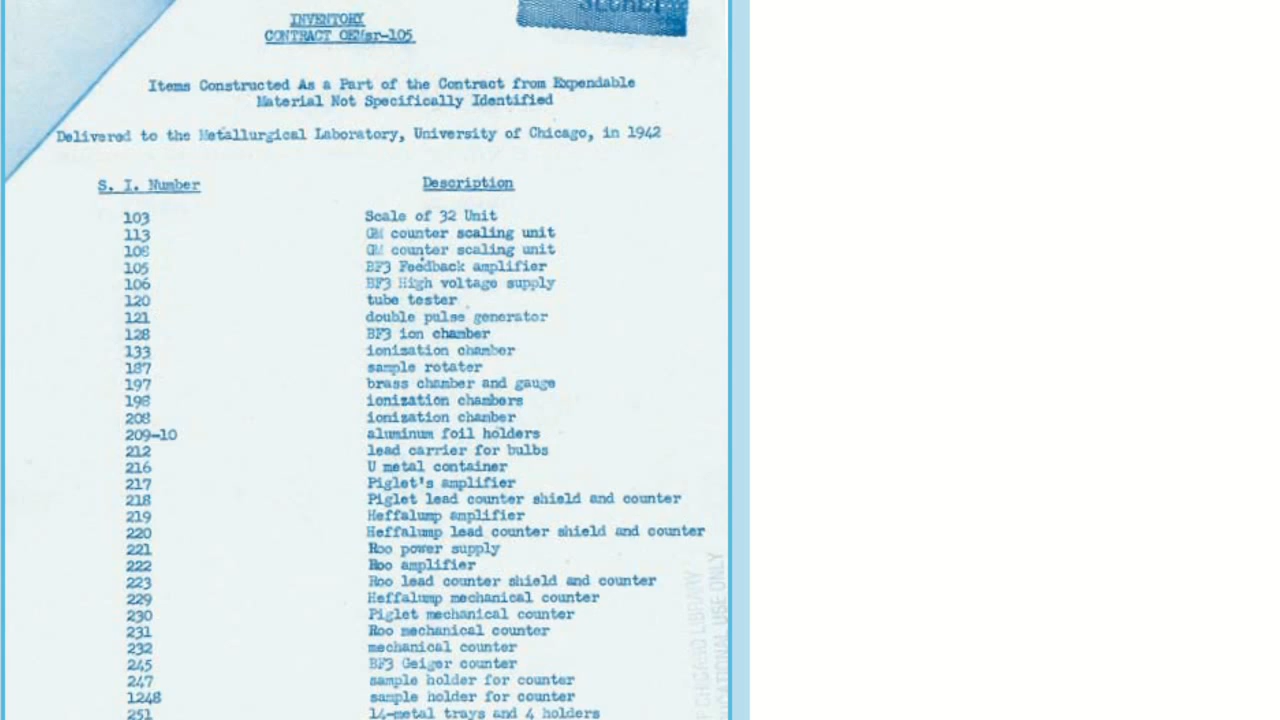 SECRET
INVENTORY
CONTRACT OEMsr-105
Items Constructed As a Part of the Contract from Expendable
Material Not Specifically Identified
Delivered to the Metallurgical Laboratory, University of Chicago, in 1942
S. I. Number Description
103 Scale of 32 Unit
113 GM counter scaling unit
108 GM counter scaling unit
105 BF3 Feedback amplifier
106 BF3 High voltage supply
120 tube tester
121 double pulse generator
128 BF3 ion chamber
133 ionization chamber
187 sample rotater
197 brass chamber and gauge
198 ionization chambers
208 ionization chamber
209-10 aluminum foil holders
212 lead carrier for bulbs
216 U metal container
217 Piglet's amplifier
218 Piglet lead counter shield and counter
219 Heffalump amplifier
220 Heffalump lead counter shield and counter
221 Roo power supply
222 Roo amplifier
223 Roo lead counter shield and counter
229 Heffalump mechanical counter
230 Piglet mechanical counter
231 Roo mechanical counter
232 mechanical counter
245 BF3 Geiger counter
247 sample holder for counter
1248 sample holder for counter
251 14-metal trays and 4 holders
CHICAGO LIBRARY
USE ONLY